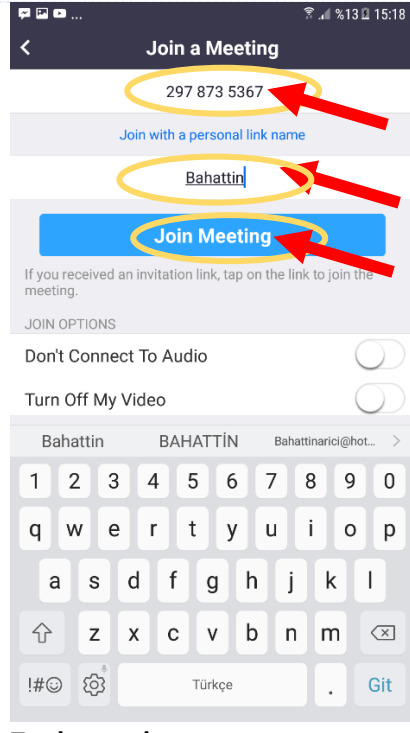 ... %13 15:18
Join a Meeting
297 873 5367
Join with a personal link name
Bahattin
Join Meeting
If you received an invitation link, tap on the link to join the
meeting.
JOIN OPTIONS
Don't Connect To Audio
Turn Off My Video
Bahattin BAHATTİN Bahattinarici@hot...
1 2 3 4 5 6 7 8 9 0
q w e r t y u i o p
a s d f g h j k l
z x c v b n m
!#☺ Türkçe . Git